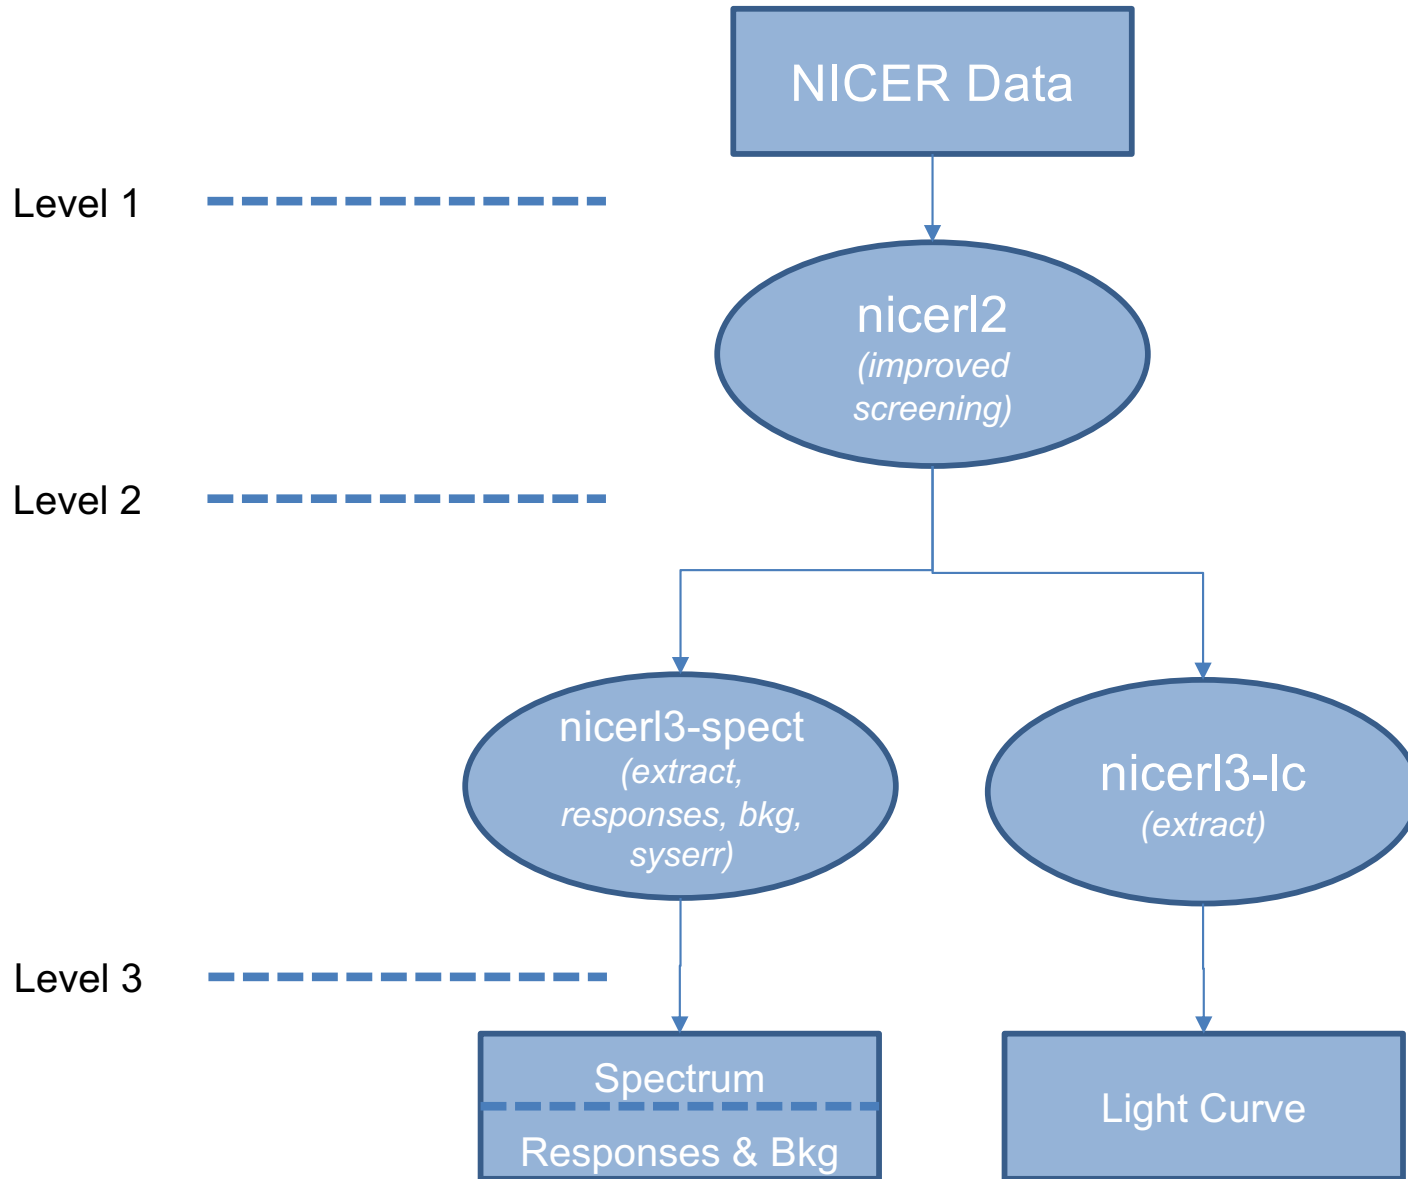 NICER Data
Level 1
nicerl2
(improved
screening)
Level 2
nicerl3-spect
(extract,
responses, bkg,
syserr)
nicerl3-lc
(extract)
Level 3
Spectrum
Responses & Bkg
Light Curve